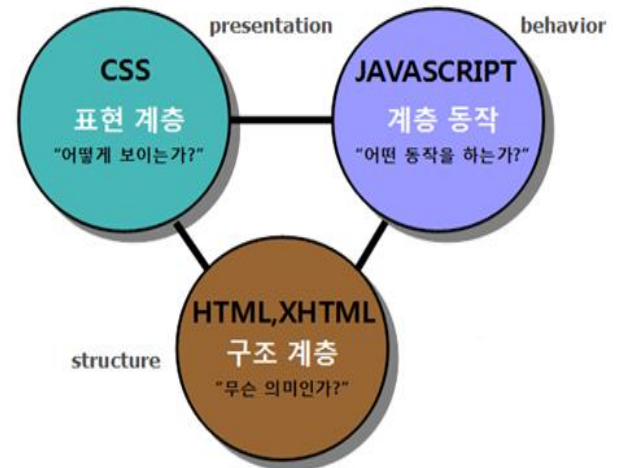 presentation
behavior
CSS
표현 계층
"어떻게 보이는가?"
JAVASCRIPT
계층 동작
"어떤 동작을 하는가?"
HTML,XHTML
구조 계층
"무슨 의미인가?"
structure